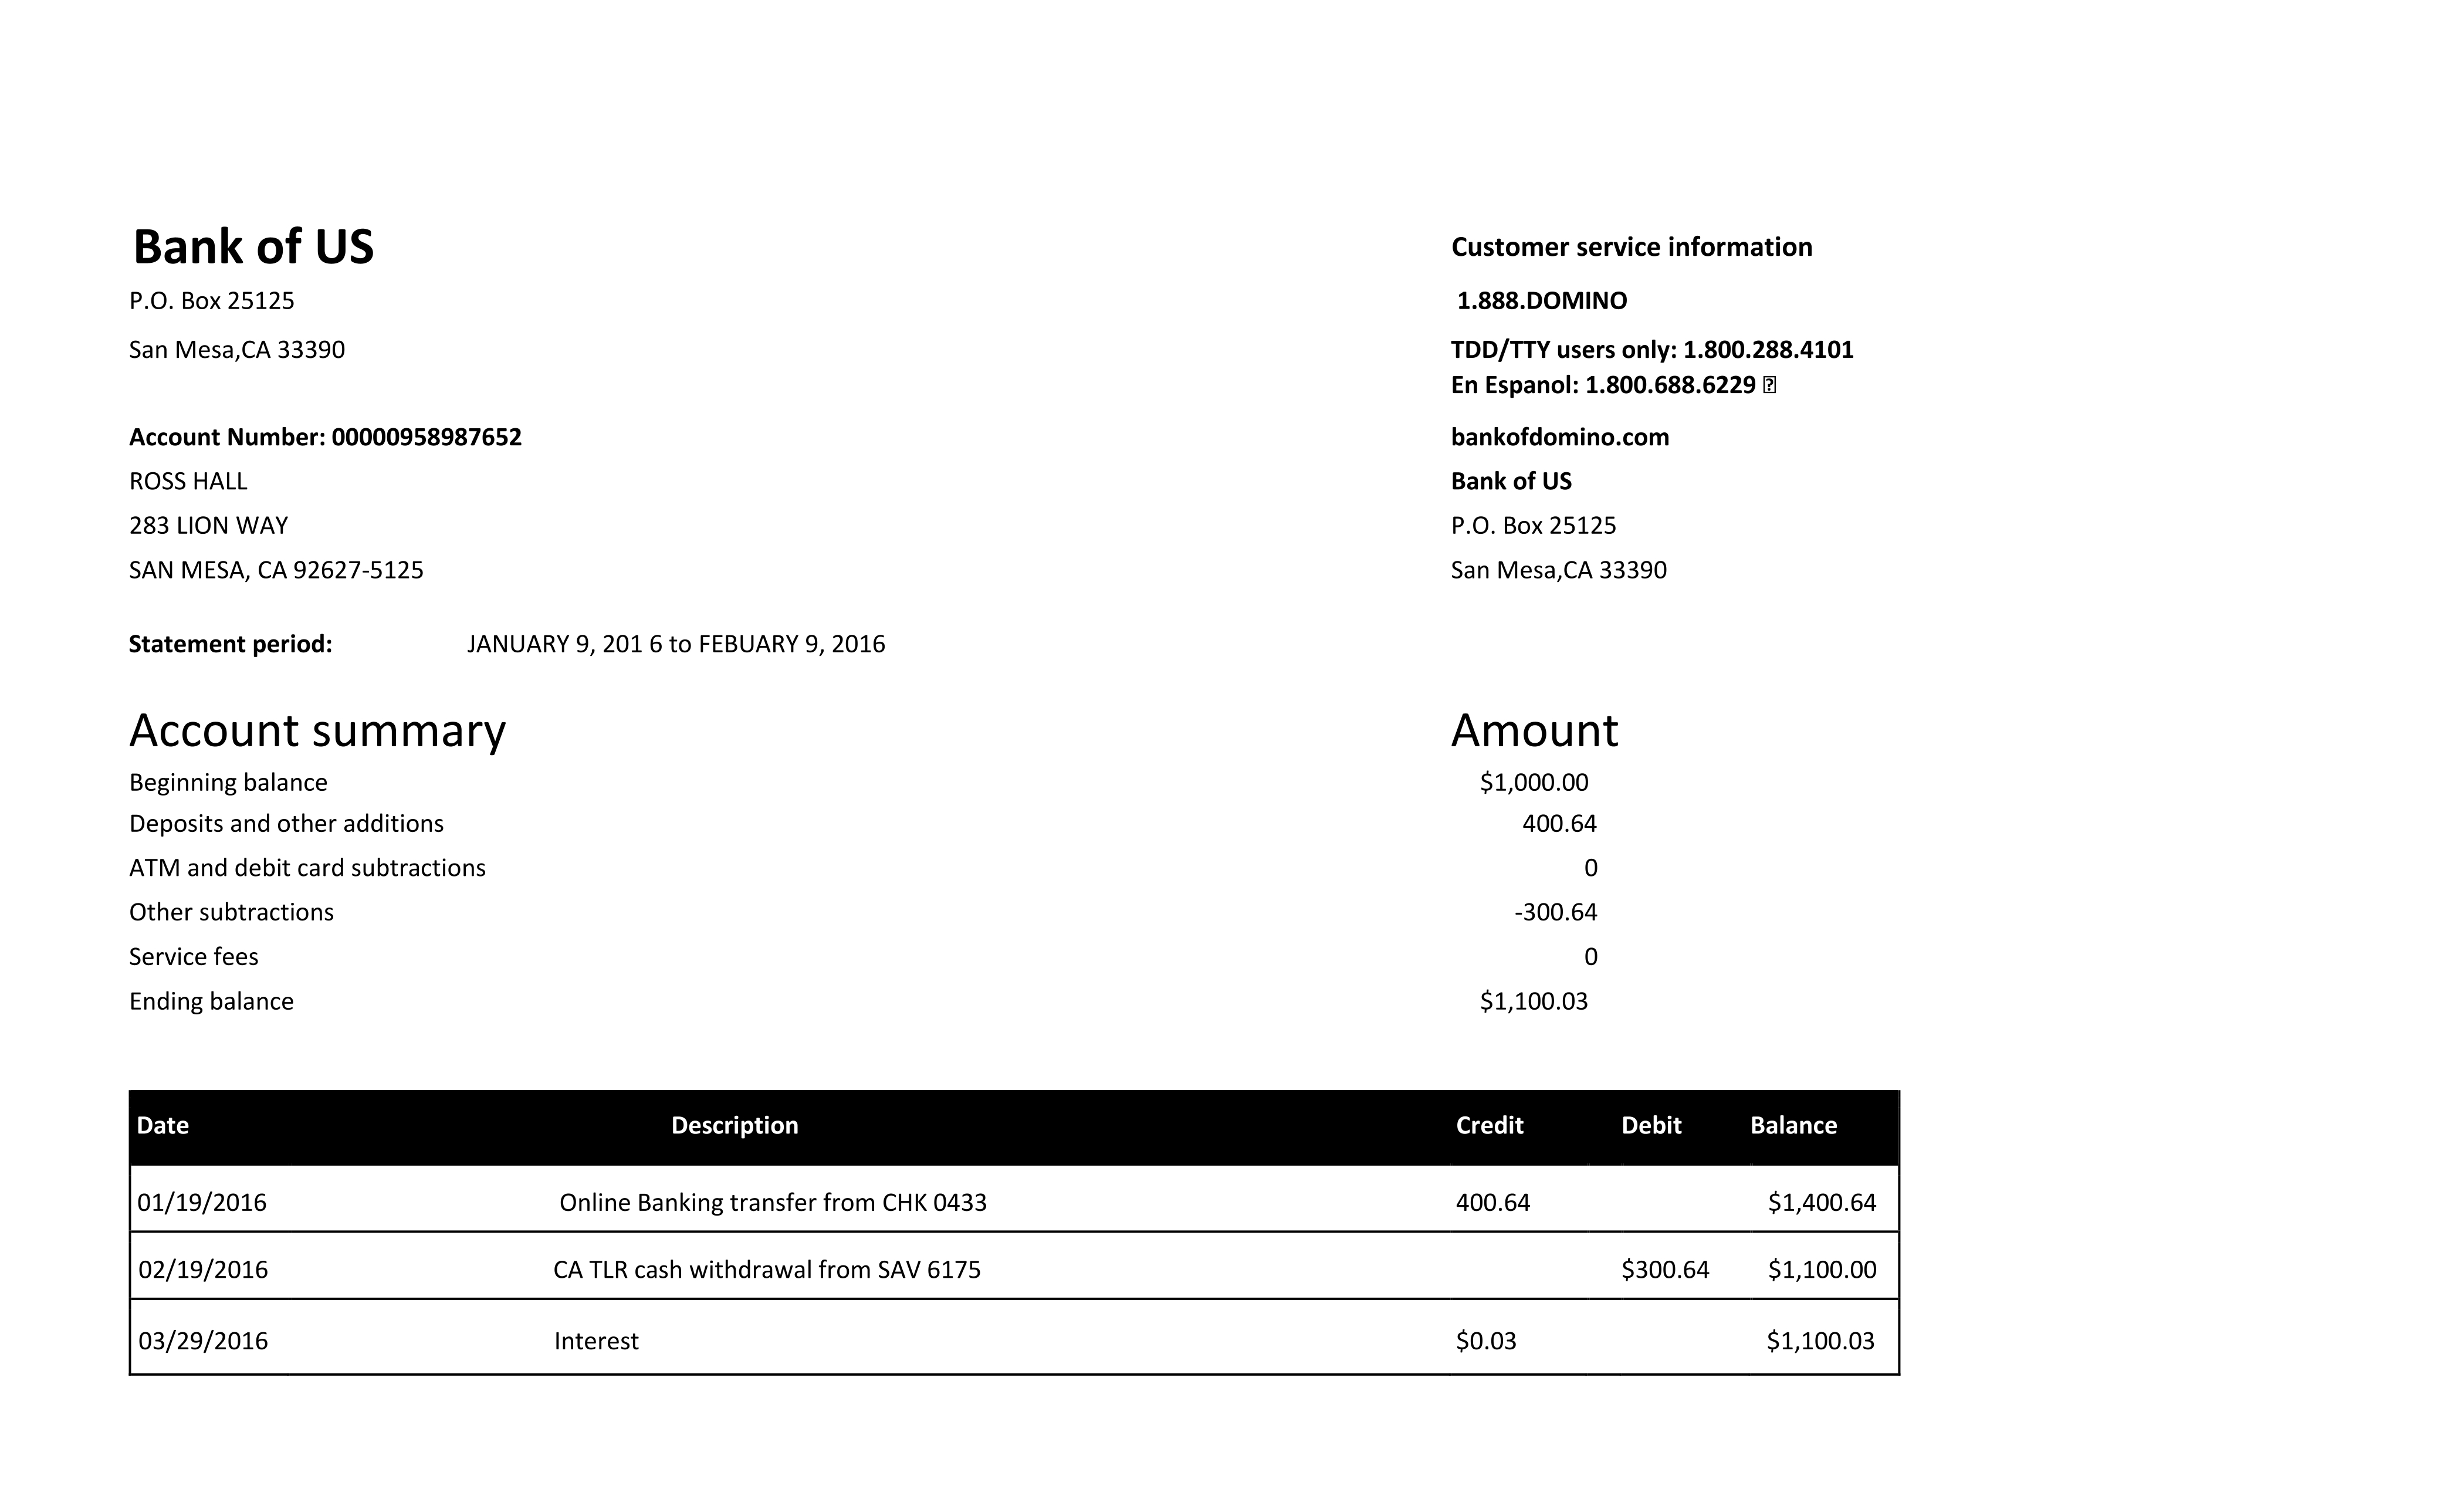 Bank of US
Customer service information
P.O. Box 25125
1.888.DOMINO
San Mesa,CA 33390
TDD/TTY users only: 1.800.288.4101
En Espanol: 1.800.688.6229 ⍰
Account Number: 00000958987652
bankofdomino.com
ROSS HALL
Bank of US
283 LION WAY
P.O. Box 25125
SAN MESA, CA 92627-5125
San Mesa,CA 33390
Statement period: JANUARY 9, 201 6 to FEBUARY 9, 2016
Account summary Amount
Beginning balance $1,000.00
Deposits and other additions 400.64
ATM and debit card subtractions 0
Other subtractions -300.64
Service fees 0
Ending balance $1,100.03
Date Description Credit Debit Balance
01/19/2016 Online Banking transfer from CHK 0433 400.64 $1,400.64
02/19/2016 CA TLR cash withdrawal from SAV 6175 $300.64 $1,100.00
03/29/2016 Interest $0.03 $1,100.03